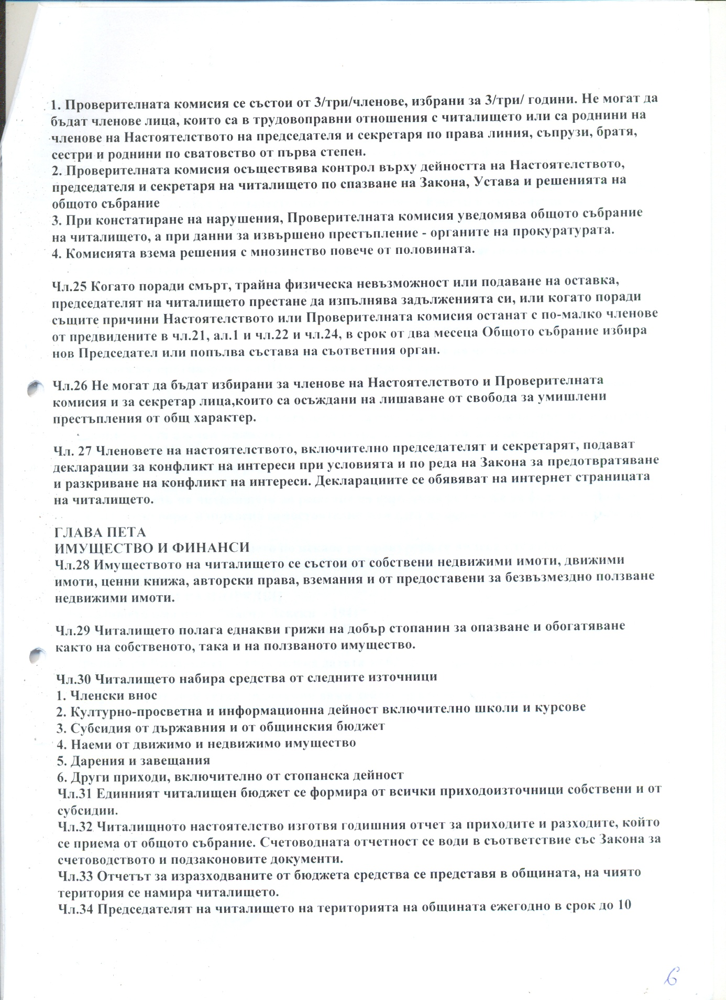 1. Проверителната комисия се състои от 3/три/членове, избрани за 3/три/ години. Не могат да
бъдат членове лица, които са в трудовоправни отношения с читалището или са роднини на
членове на Настоятелството на председателя и секретаря по права линия, съпрузи, братя,
сестри и роднини по сватовство от първа степен.
2. Проверителната комисия осъществява контрол върху дейността на Настоятелството,
председателя и секретаря на читалището по спазване на Закона, Устава и решенията на
общото събрание
3. При констатиране на нарушения, Проверителната комисия уведомява общото събрание
на читалището, а при данни за извършено престъпление - органите на прокуратурата.
4. Комисията взема решения с мнозинство повече от половината.
Чл.25 Когато поради смърт, трайна физическа невъзможност или подаване на оставка,
председателят на читалището престане да изпълнява задълженията си, или когато поради
същите причини Настоятелството или Проверителната комисия останат с по-малко членове
от предвидените в чл.21, ал.1 и чл.22 и чл.24, в срок от два месеца Общото събрание избира
нов Председател или попълва състава на съответния орган.
Чл.26 Не могат да бъдат избирани за членове на Настоятелството и Проверителната
комисия и за секретар лица,които са осъждани на лишаване от свобода за умишлени
престъпления от общ характер.
Чл. 27 Членовете на настоятелството, включително председателят и секретарят, подават
декларации за конфликт на интереси при условията и по реда на Закона за предотвратяване
и разкриване на конфликт на интереси. Декларациите се обявяват на интернет страницата
на читалището.
ГЛАВА ПЕТА
ИМУЩЕСТВО И ФИНАНСИ
Чл.28 Имуществото на читалището се състои от собствени недвижими имоти, движими
имоти, ценни книжа, авторски права, вземания и от предоставени за безвъзмездно ползване
недвижими имоти.
Чл.29 Читалището полага еднакви грижи на добър стопанин за опазване и обогатяване
както на собственото, така и на ползваното имущество.
Чл.30 Читалището набира средства от следните източници
1. Членски внос
2. Културно-просветна и информационна дейност включително школи и курсове
3. Субсидия от държавния и от общинския бюджет
4. Наеми от движимо и недвижимо имущество
5. Дарения и завещания
6. Други приходи, включително от стопанска дейност
Чл.31 Единният читалищен бюджет се формира от всички приходоизточници собствени и от
субсидии.
Чл.32 Читалищното настоятелство изготвя годишния отчет за приходите и разходите, който
се приема от общото събрание. Счетоводната отчетност се води в съответствие със Закона за
счетоводството и подзаконовите документи.
Чл.33 Отчетът за изразходваните от бюджета средства се представя в общината, на чиято
територия се намира читалището.
Чл.34 Председателят на читалището на територията на общината ежегодно в срок до 10
6